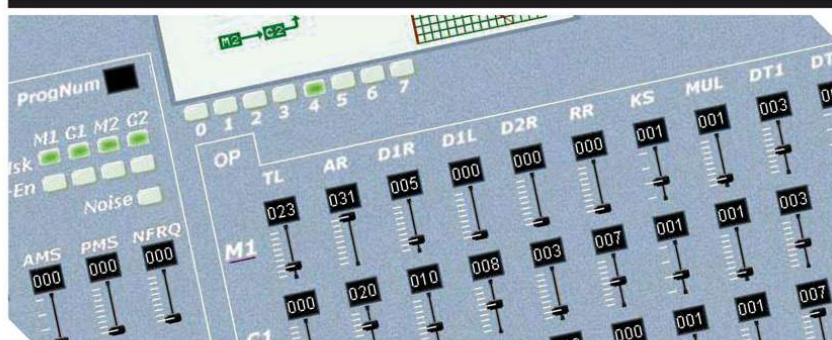 M2 C2
ProgNum
0 1 2 3 4 5 6 7
M1 C1 M2 C2
Noise
AMS PMS NFRQ
000 000 000
OP
TL AR D1R D1L D2R RR KS MUL DT1
M1
023 031 005 000 000 000 001 001 003
C1
000 020 010 008 003 007 001 001 003
000 001 001 007